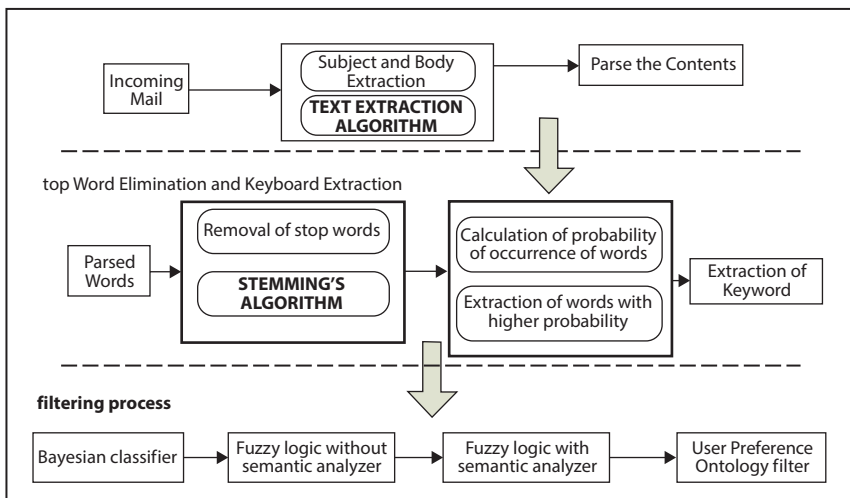 Incoming
Mail
Subject and Body
Extraction
TEXT EXTRACTION
ALGORITHM
Parse the Contents
top Word Elimination and Keyboard Extraction
Parsed
Words
Removal of stop words
STEMMING'S
ALGORITHM
Calculation of probability
of occurrence of words
Extraction of words with
higher probability
Extraction of
Keyword
filtering process
Bayesian classifier
Fuzzy logic without
semantic analyzer
Fuzzy logic with
semantic analyzer
User Preference
Ontology filter